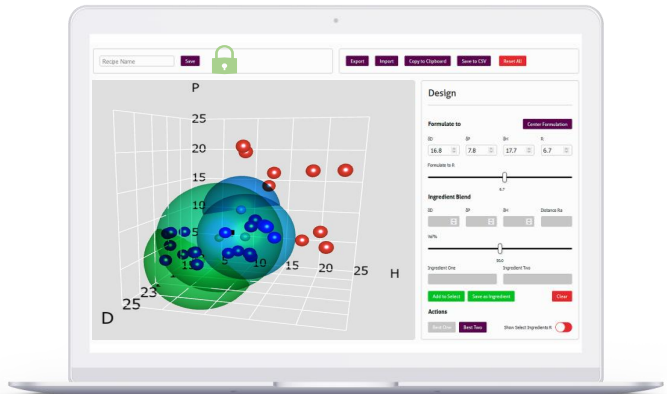 Recipe Name Save Export Import Copy to Clipboard Save to CSV Reset All
P
25
20
15
10
5
15
5
10
15
20
25
H
23
25
D
Design
Formulate to Center Formulation
δD δP δH R
16.8 7.8 17.7 6.7
Formulate to R
6.7
Ingredient Blend
δD δP δH Distance Ra
Vol%
50.0
Ingredient One Ingredient Two
Add to Select Save as Ingredient Clear
Actions
Best One Best Two Show Select Ingredients R